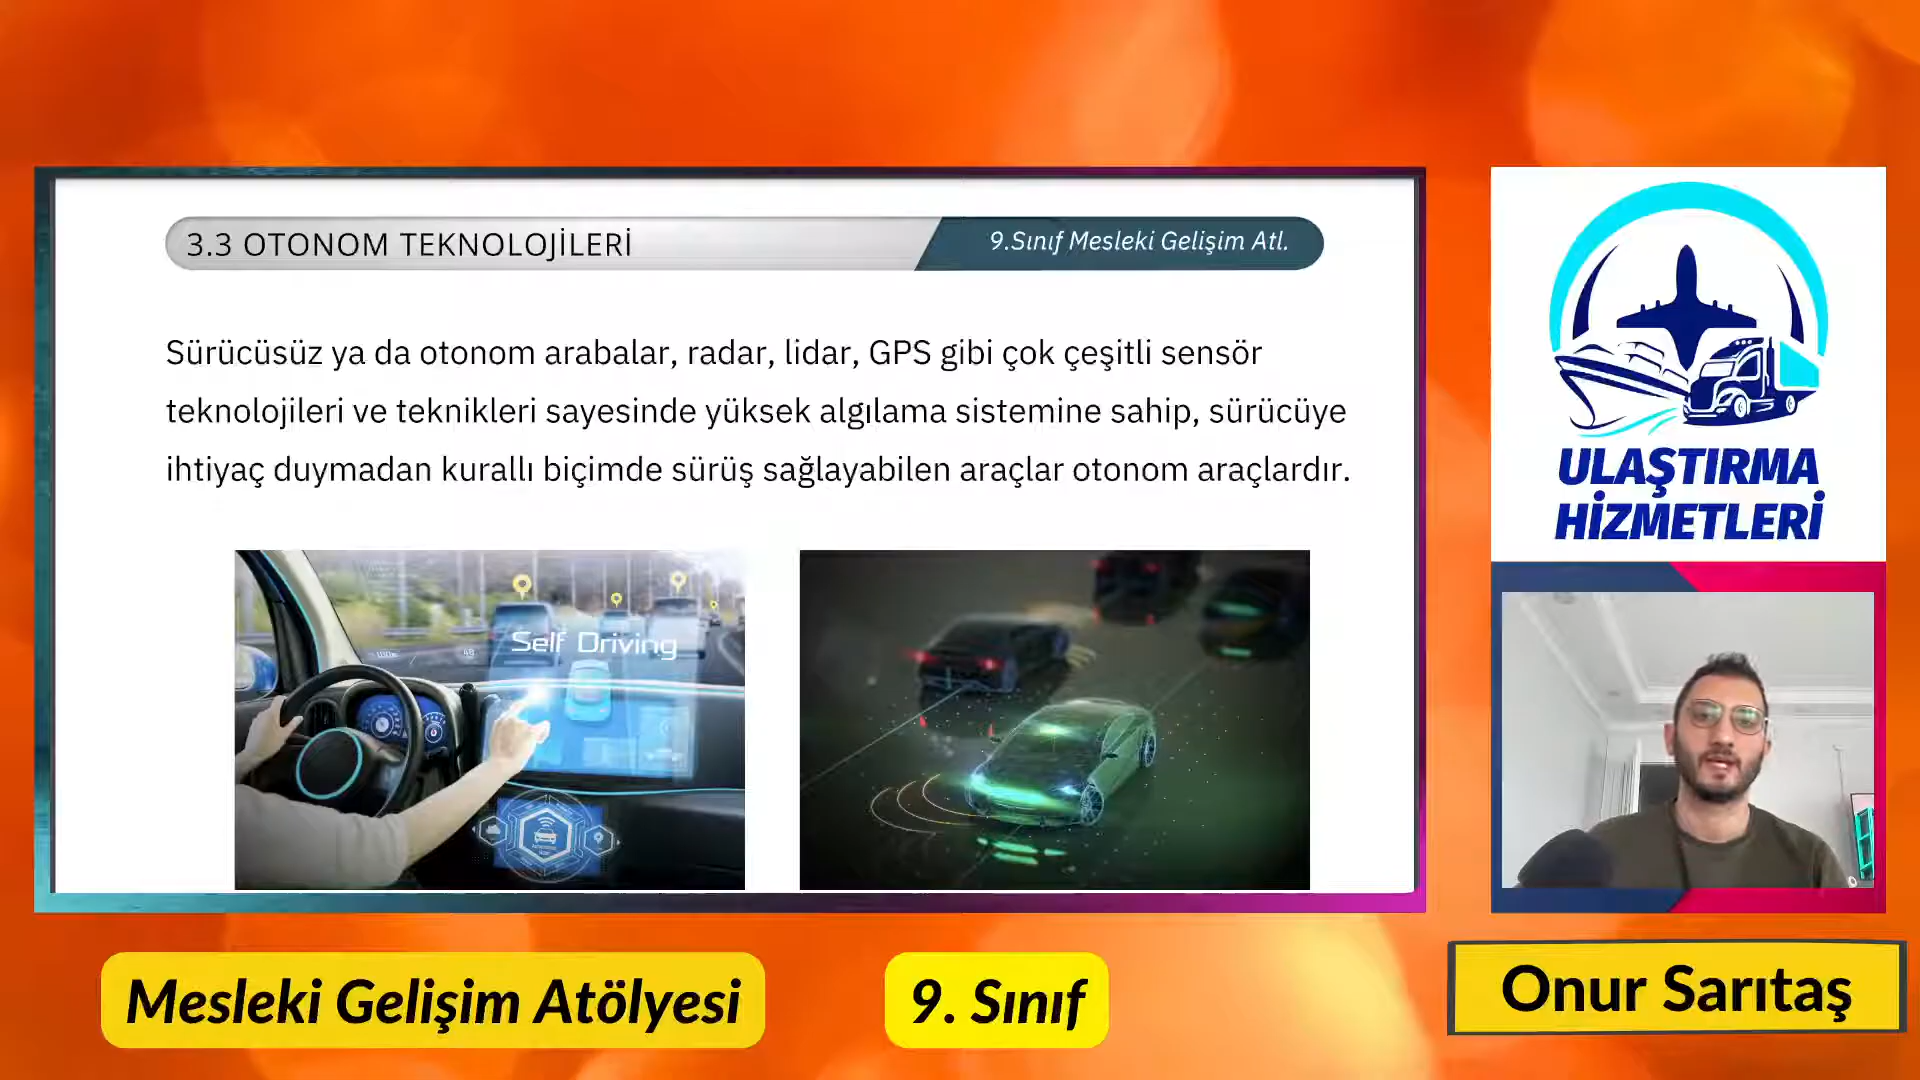 3.3 OTONOM TEKNOLOJİLERİ
9.Sınıf Mesleki Gelişim Atl.
Sürücüsüz ya da otonom arabalar, radar, lidar, GPS gibi çok çeşitli sensör
teknolojileri ve teknikleri sayesinde yüksek algılama sistemine sahip, sürücüye
ihtiyaç duymadan kurallı biçimde sürüş sağlayabilen araçlar otonom araçlardır.
Self Driving
ULAŞTIRMA
HİZMETLERİ
Mesleki Gelişim Atölyesi
9. Sınıf
Onur Sarıtaş